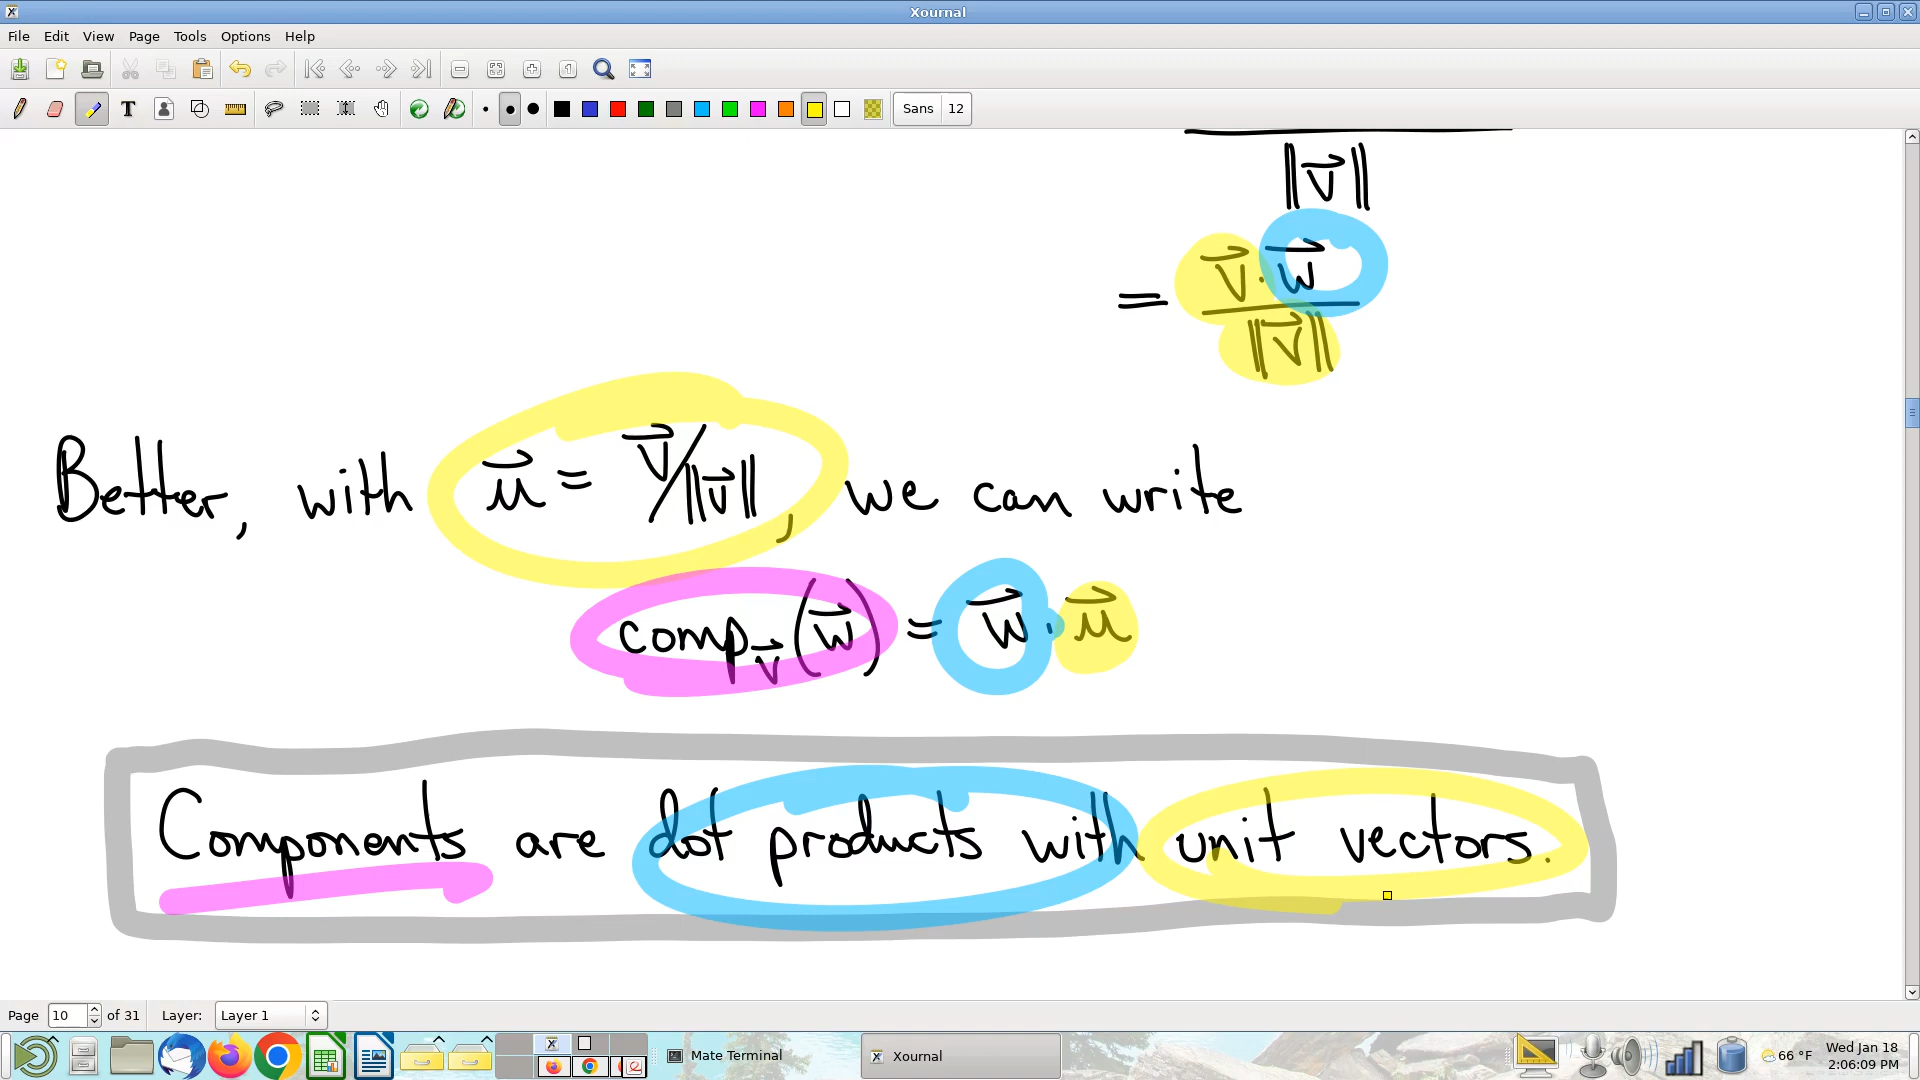 Xournal
File Edit View Page Tools Options Help
Sans 12
‖v⃗‖
= v⃗·w⃗ / ‖v⃗‖
Better, with u⃗ = v⃗/‖v⃗‖, we can write
comp_v⃗(w⃗) = w⃗·u⃗
Components are dot products with unit vectors.
Page 10 of 31 Layer: Layer 1
Mate Terminal Xournal 66 °F Wed Jan 18
2:06:09 PM